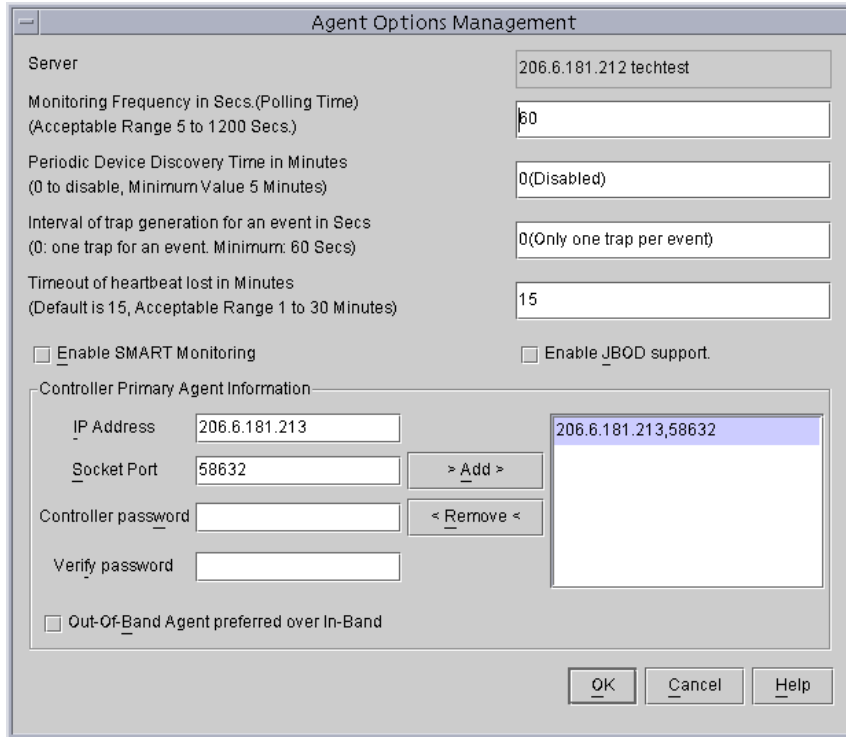 Agent Options Management
Server
206.6.181.212 techtest
Monitoring Frequency in Secs.(Polling Time)
(Acceptable Range 5 to 1200 Secs.)
60
Periodic Device Discovery Time in Minutes
(0 to disable, Minimum Value 5 Minutes)
0(Disabled)
Interval of trap generation for an event in Secs
(0: one trap for an event. Minimum: 60 Secs)
0(Only one trap per event)
Timeout of heartbeat lost in Minutes
(Default is 15, Acceptable Range 1 to 30 Minutes)
15
Enable SMART Monitoring
Enable JBOD support.
Controller Primary Agent Information
IP Address
206.6.181.213
206.6.181.213,58632
Socket Port
58632
> Add >
Controller password
< Remove <
Verify password
Out-Of-Band Agent preferred over In-Band
OK
Cancel
Help